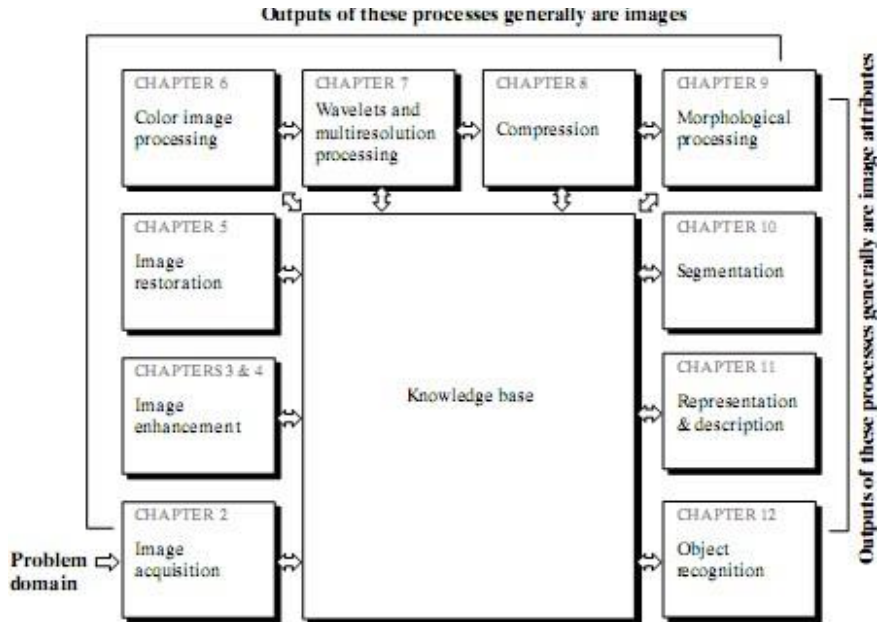 Outputs of these processes generally are images
CHAPTER 6
Color image
processing
CHAPTER 7
Wavelets and
multiresolution
processing
CHAPTER 8
Compression
CHAPTER 9
Morphological
processing
CHAPTER 5
Image
restoration
CHAPTER 10
Segmentation
CHAPTERS 3 & 4
Image
enhancement
Knowledge base
CHAPTER 11
Representation
& description
CHAPTER 2
Image
acquisition
CHAPTER 12
Object
recognition
Problem
domain
Outputs of these processes generally are image attributes